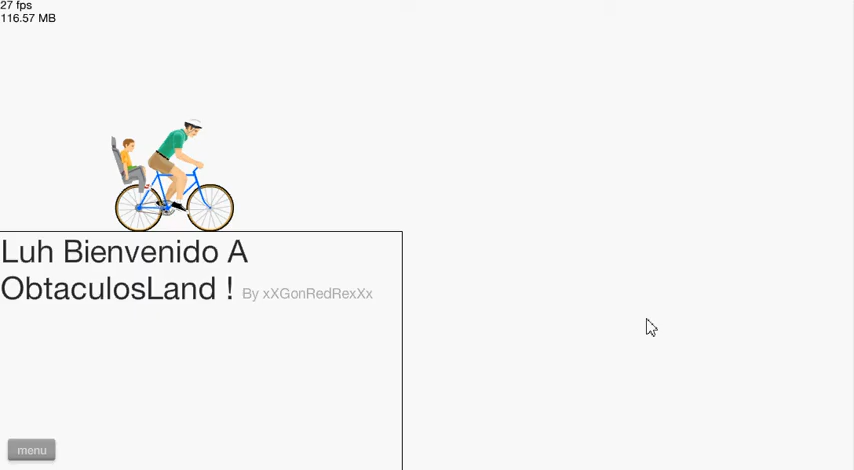 27 fps
116.57 MB
Luh Bienvenido A
ObtaculosLand ! By xXGonRedRexXx
menu